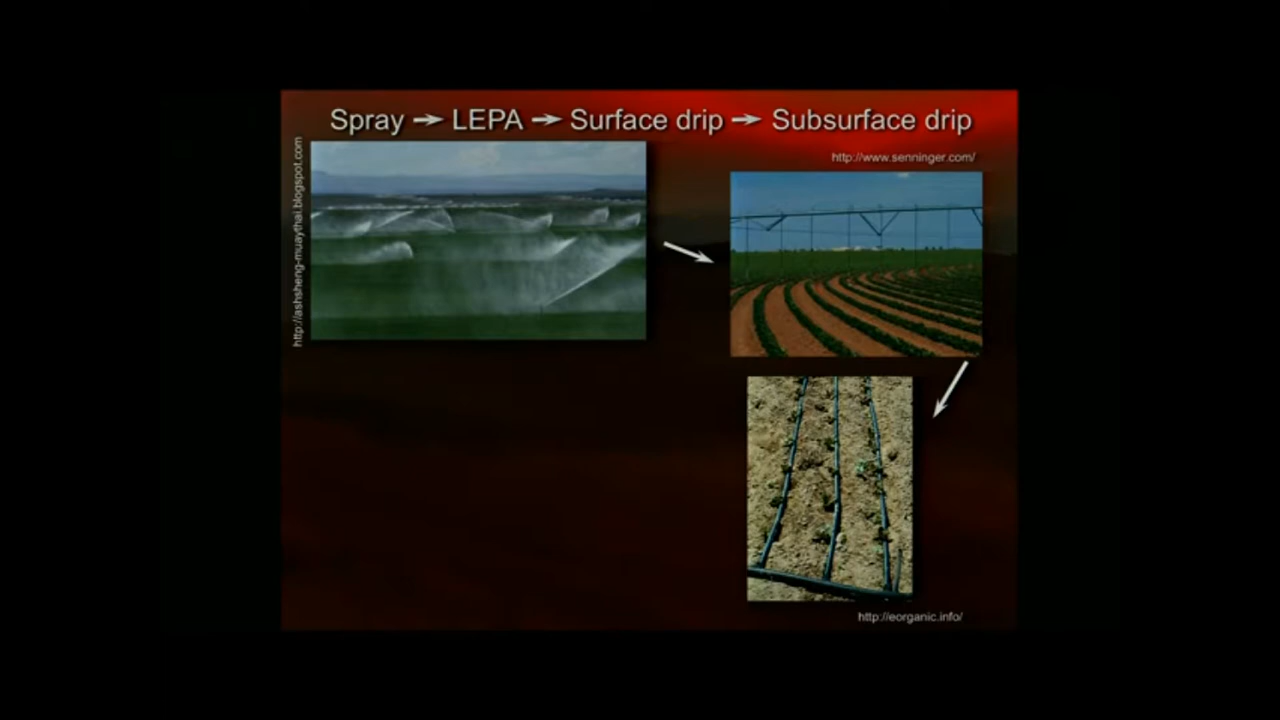 Spray → LEPA → Surface drip → Subsurface drip
http://www.senninger.com/
http://ashsheng-muaythai.blogspot.com
http://eorganic.info/